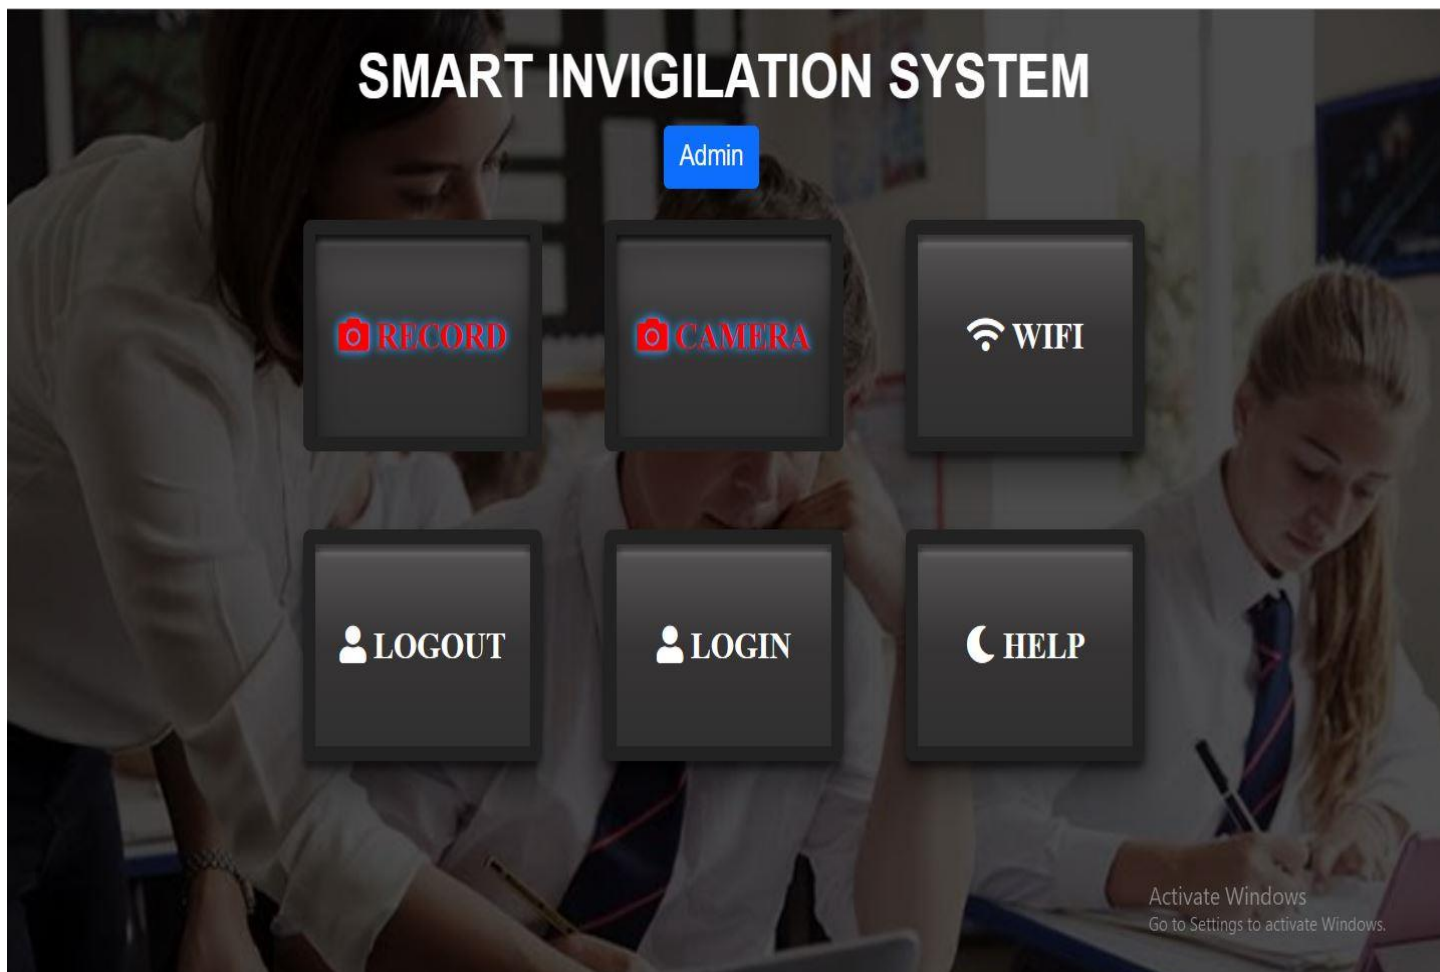 SMART INVIGILATION SYSTEM
Admin
RECORD
CAMERA
WIFI
LOGOUT
LOGIN
HELP
Activate Windows
Go to Settings to activate Windows.